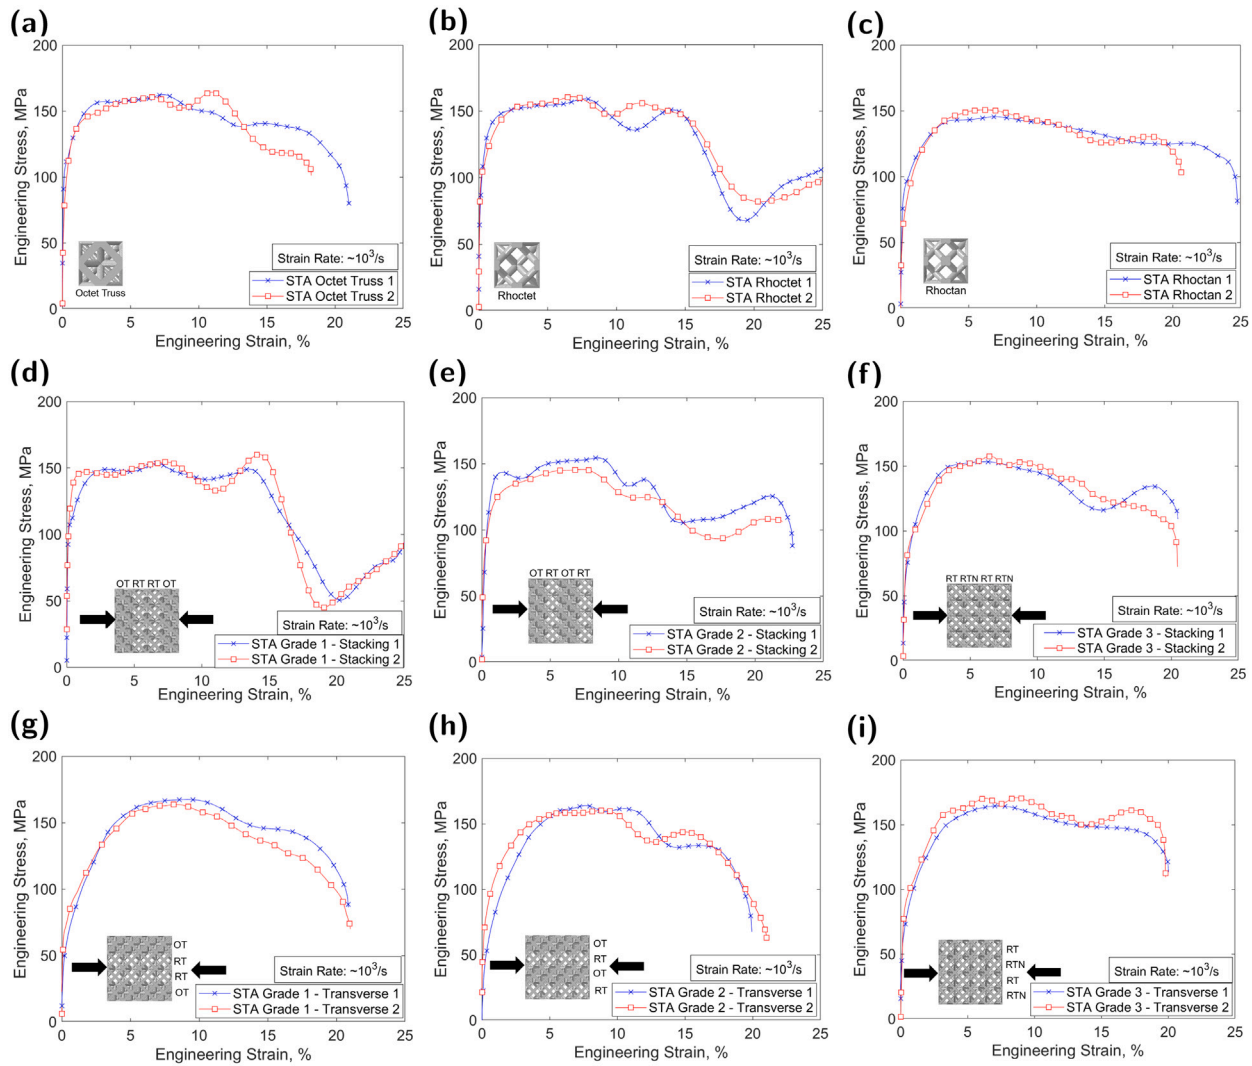 (a)
200
150
100
50
0
Engineering Stress, MPa
Octet Truss
Strain Rate: ~10³/s
STA Octet Truss 1
STA Octet Truss 2
0 5 10 15 20 25
Engineering Strain, %
(b)
200
150
100
50
0
Engineering Stress, MPa
Rhoctet
Strain Rate: ~10³/s
STA Rhoctet 1
STA Rhoctet 2
0 5 10 15 20 25
Engineering Strain, %
(c)
200
150
100
50
0
Engineering Stress, MPa
Rhoctan
Strain Rate: ~10³/s
STA Rhoctan 1
STA Rhoctan 2
0 5 10 15 20 25
Engineering Strain, %
(d)
200
150
100
50
0
Engineering Stress, MPa
OT RT RT OT
Strain Rate: ~10³/s
STA Grade 1 - Stacking 1
STA Grade 1 - Stacking 2
0 5 10 15 20 25
Engineering Strain, %
(e)
200
150
100
50
0
Engineering Stress, MPa
OT RT OT RT
Strain Rate: ~10³/s
STA Grade 2 - Stacking 1
STA Grade 2 - Stacking 2
0 5 10 15 20 25
Engineering Strain, %
(f)
200
150
100
50
0
Engineering Stress, MPa
RT RTN RT RTN
Strain Rate: ~10³/s
STA Grade 3 - Stacking 1
STA Grade 3 - Stacking 2
0 5 10 15 20 25
Engineering Strain, %
(g)
200
150
100
50
0
Engineering Stress, MPa
OT
RT
RT
OT
Strain Rate: ~10³/s
STA Grade 1 - Transverse 1
STA Grade 1 - Transverse 2
0 5 10 15 20 25
Engineering Strain, %
(h)
200
150
100
50
0
Engineering Stress, MPa
OT
RT
OT
RT
Strain Rate: ~10³/s
STA Grade 2 - Transverse 1
STA Grade 2 - Transverse 2
0 5 10 15 20 25
Engineering Strain, %
(i)
200
150
100
50
0
Engineering Stress, MPa
RT
RTN
RT
RTN
Strain Rate: ~10³/s
STA Grade 3 - Transverse 1
STA Grade 3 - Transverse 2
0 5 10 15 20 25
Engineering Strain, %